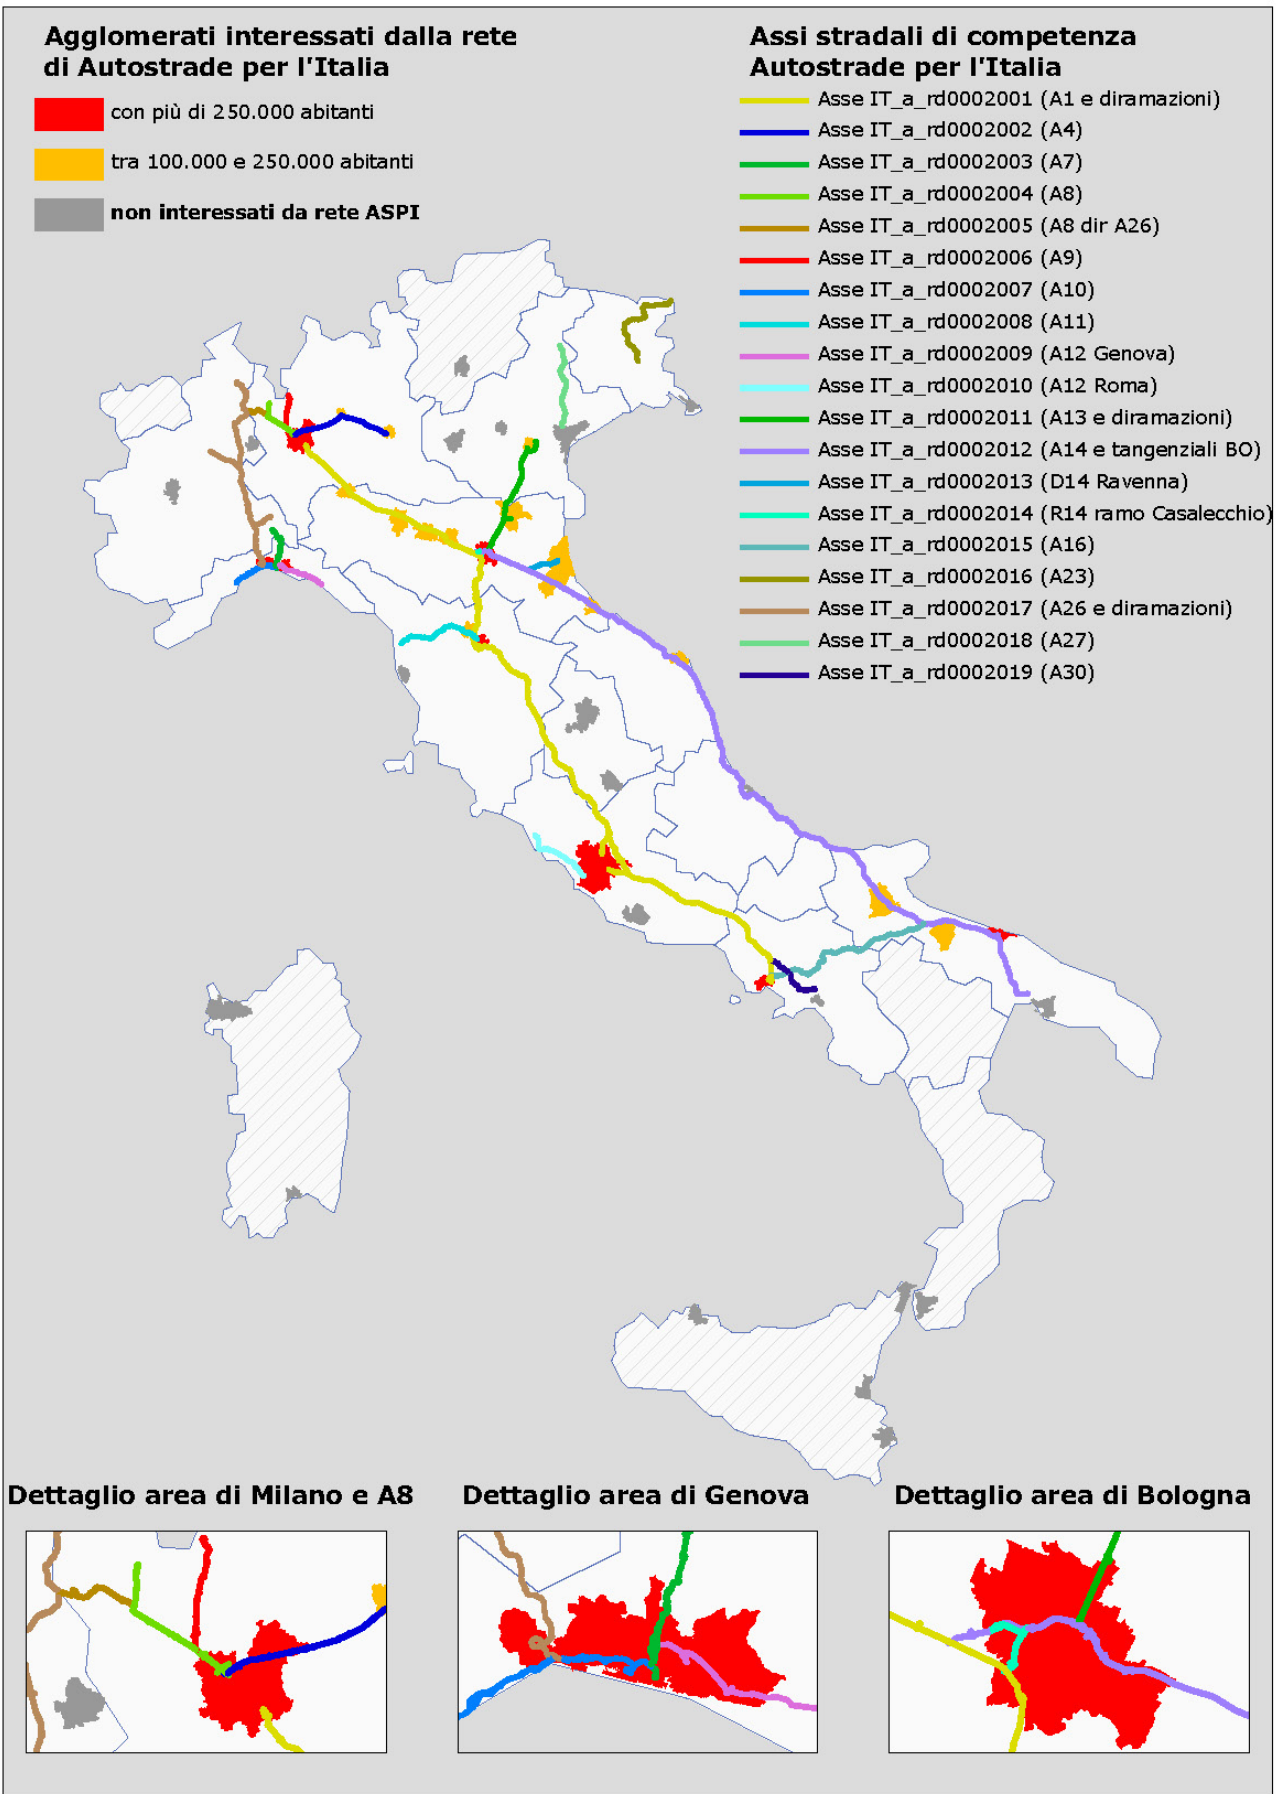 Agglomerati interessati dalla rete
di Autostrade per l'Italia
con più di 250.000 abitanti
tra 100.000 e 250.000 abitanti
non interessati da rete ASPI
Assi stradali di competenza
Autostrade per l'Italia
Asse IT_a_rd0002001 (A1 e diramazioni)
Asse IT_a_rd0002002 (A4)
Asse IT_a_rd0002003 (A7)
Asse IT_a_rd0002004 (A8)
Asse IT_a_rd0002005 (A8 dir A26)
Asse IT_a_rd0002006 (A9)
Asse IT_a_rd0002007 (A10)
Asse IT_a_rd0002008 (A11)
Asse IT_a_rd0002009 (A12 Genova)
Asse IT_a_rd0002010 (A12 Roma)
Asse IT_a_rd0002011 (A13 e diramazioni)
Asse IT_a_rd0002012 (A14 e tangenziali BO)
Asse IT_a_rd0002013 (D14 Ravenna)
Asse IT_a_rd0002014 (R14 ramo Casalecchio)
Asse IT_a_rd0002015 (A16)
Asse IT_a_rd0002016 (A23)
Asse IT_a_rd0002017 (A26 e diramazioni)
Asse IT_a_rd0002018 (A27)
Asse IT_a_rd0002019 (A30)
Dettaglio area di Milano e A8
Dettaglio area di Genova
Dettaglio area di Bologna